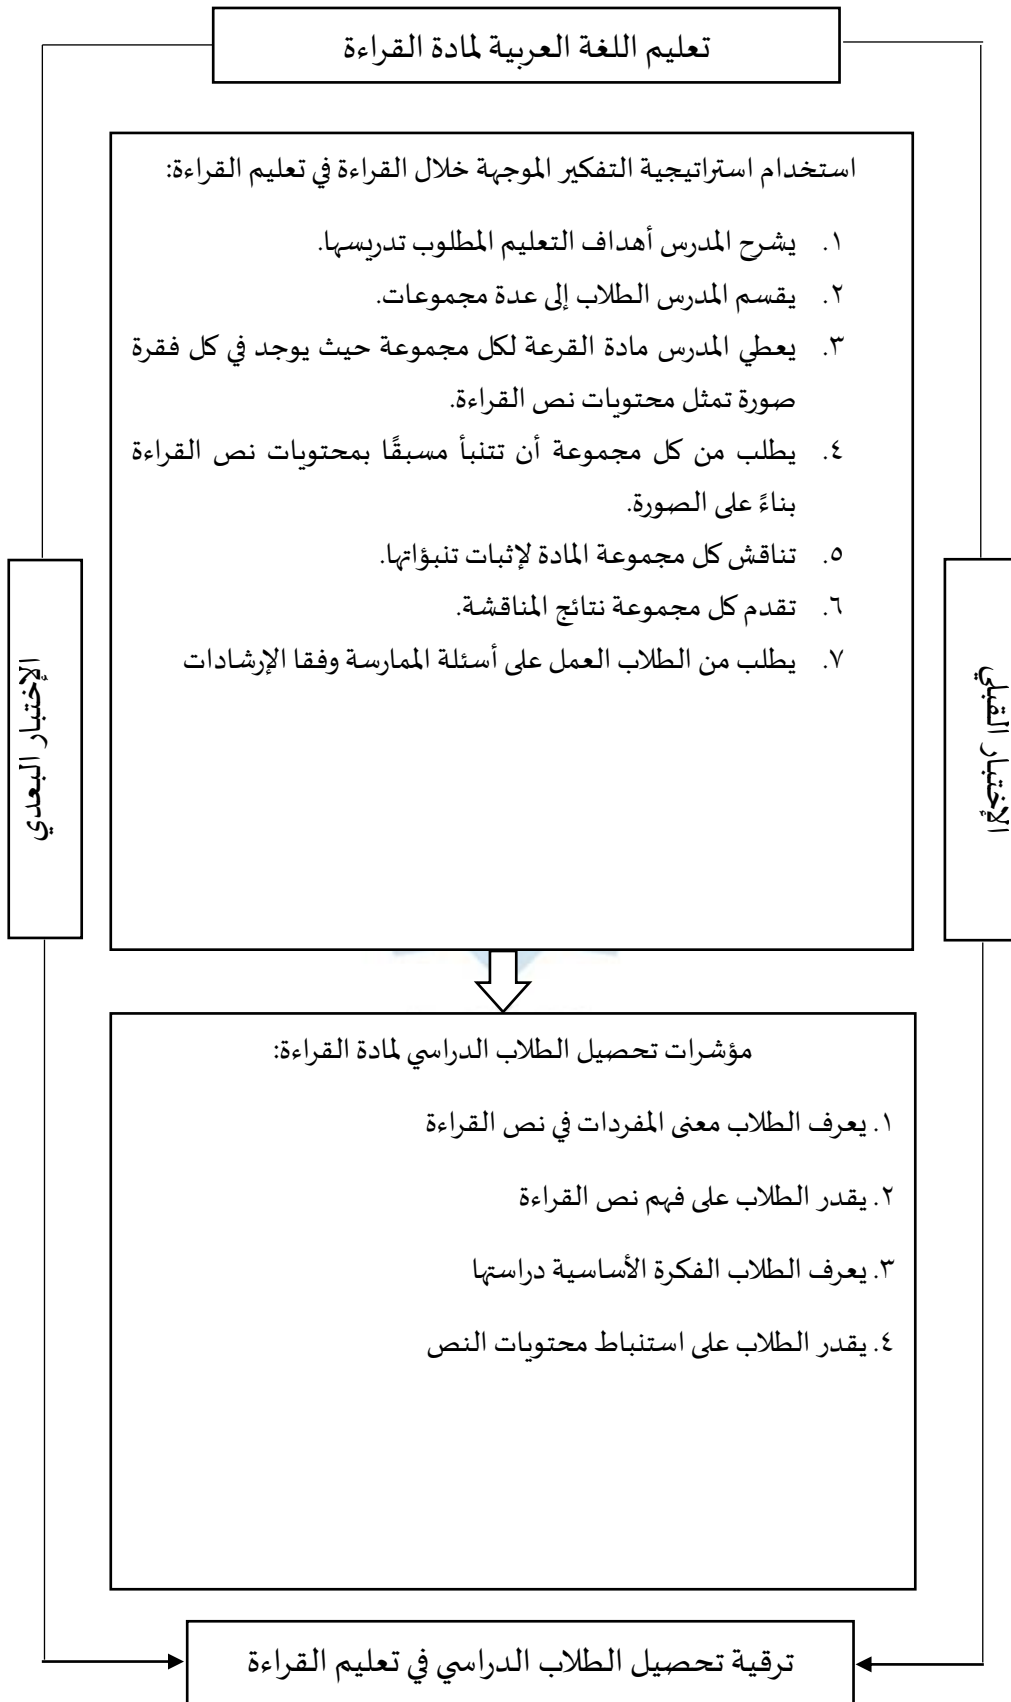 تعليم اللغة العربية لمادة القراءة
استخدام استراتيجية التفكير الموجهة خلال القراءة في تعليم القراءة:
١. يشرح المدرس أهداف التعليم المطلوب تدريسها.
٢. يقسم المدرس الطلاب إلى عدة مجموعات.
٣. يعطي المدرس مادة القرعة لكل مجموعة حيث يوجد في كل فقرة
صورة تمثل محتويات نص القراءة.
٤. يطلب من كل مجموعة أن تتنبأ مسبقًا بمحتويات نص القراءة
بناءً على الصورة.
٥. تناقش كل مجموعة المادة لإثبات تنبؤاتها.
٦. تقدم كل مجموعة نتائج المناقشة.
٧. يطلب من الطلاب العمل على أسئلة الممارسة وفقا الإرشادات
الإختبار القبلي
الإختبار البعدي
مؤشرات تحصيل الطلاب الدراسي لمادة القراءة:
١. يعرف الطلاب معنى المفردات في نص القراءة
٢. يقدر الطلاب على فهم نص القراءة
٣. يعرف الطلاب الفكرة الأساسية دراستها
٤. يقدر الطلاب على استنباط محتويات النص
ترقية تحصيل الطلاب الدراسي في تعليم القراءة